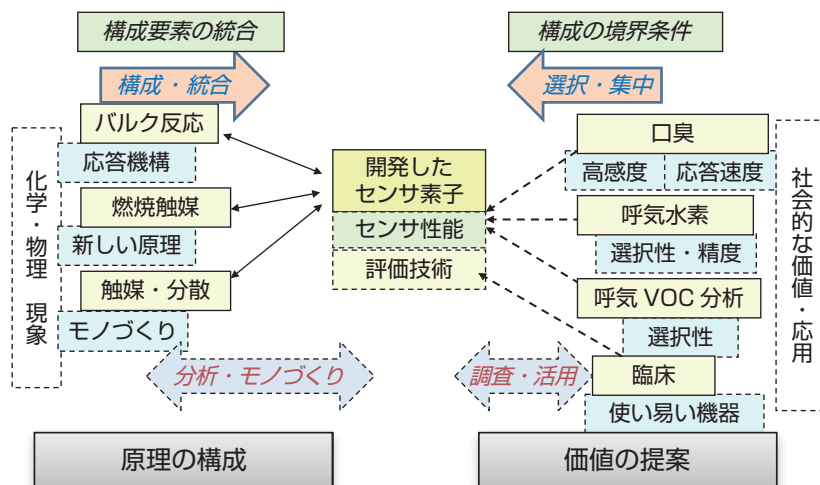 構成要素の統合
構成の境界条件
構成・統合
選択・集中
バルク反応
応答機構
燃焼触媒
新しい原理
触媒・分散
モノづくり
化学・物理 現象
開発した
センサ素子
センサ性能
評価技術
口臭
高感度
応答速度
呼気水素
選択性・精度
呼気 VOC 分析
選択性
臨床
使い易い機器
社会的な価値・応用
分析・モノづくり
調査・活用
原理の構成
価値の提案